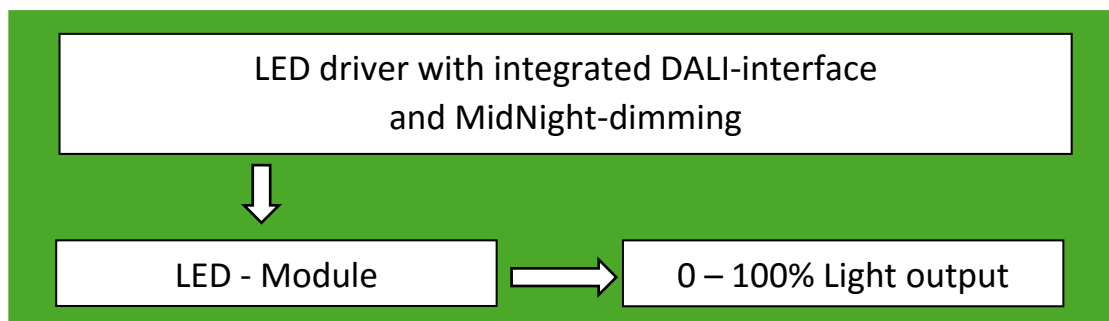 LED driver with integrated DALI-interface
and MidNight-dimming
LED - Module
0 – 100% Light output